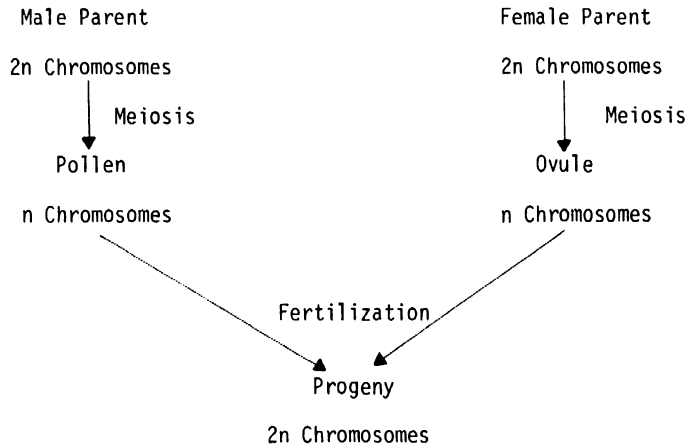 Male Parent
Female Parent
2n Chromosomes
2n Chromosomes
Meiosis
Meiosis
Pollen
Ovule
n Chromosomes
n Chromosomes
Fertilization
Progeny
2n Chromosomes